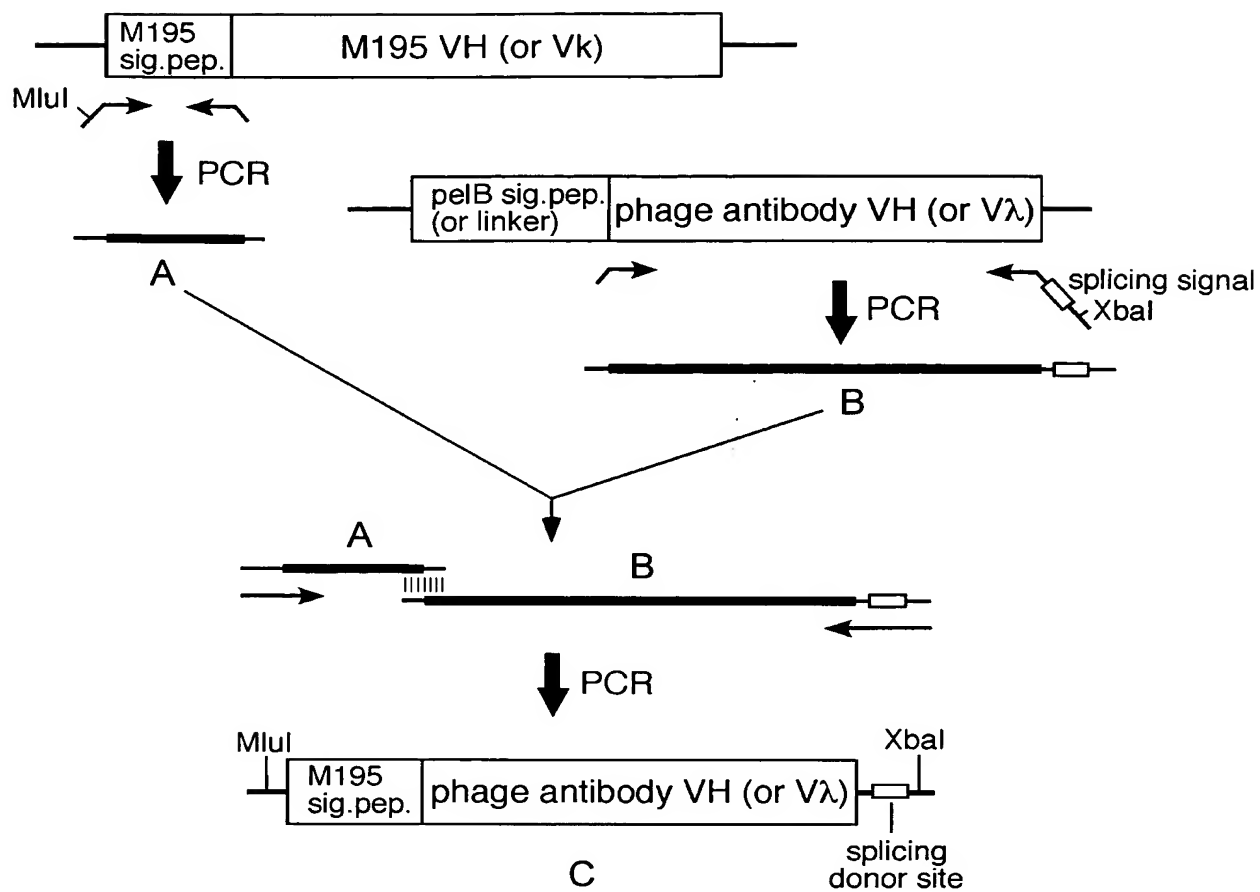 M195
sig.pep.
M195 VH (or Vk)
MluI
PCR
pelB sig.pep.
(or linker)
phage antibody VH (or Vλ)
A
splicing signal
XbaI
PCR
B
A
B
PCR
MluI
XbaI
M195
sig.pep.
phage antibody VH (or Vλ)
splicing
donor site
C